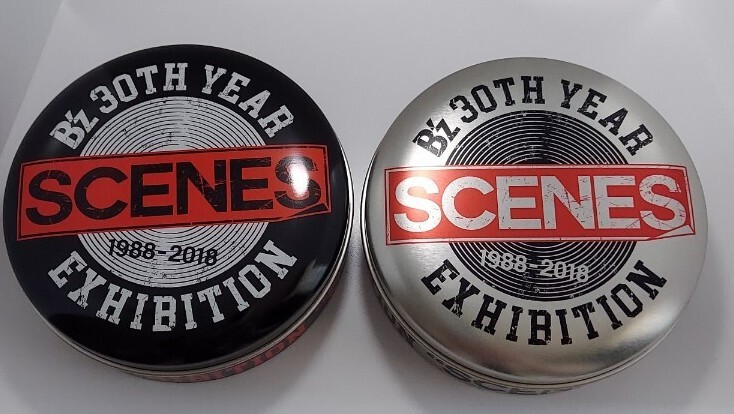 B'z 30TH YEAR
SCENES
1988-2018
EXHIBITION
B'z 30TH YEAR
SCENES
1988-2018
EXHIBITION